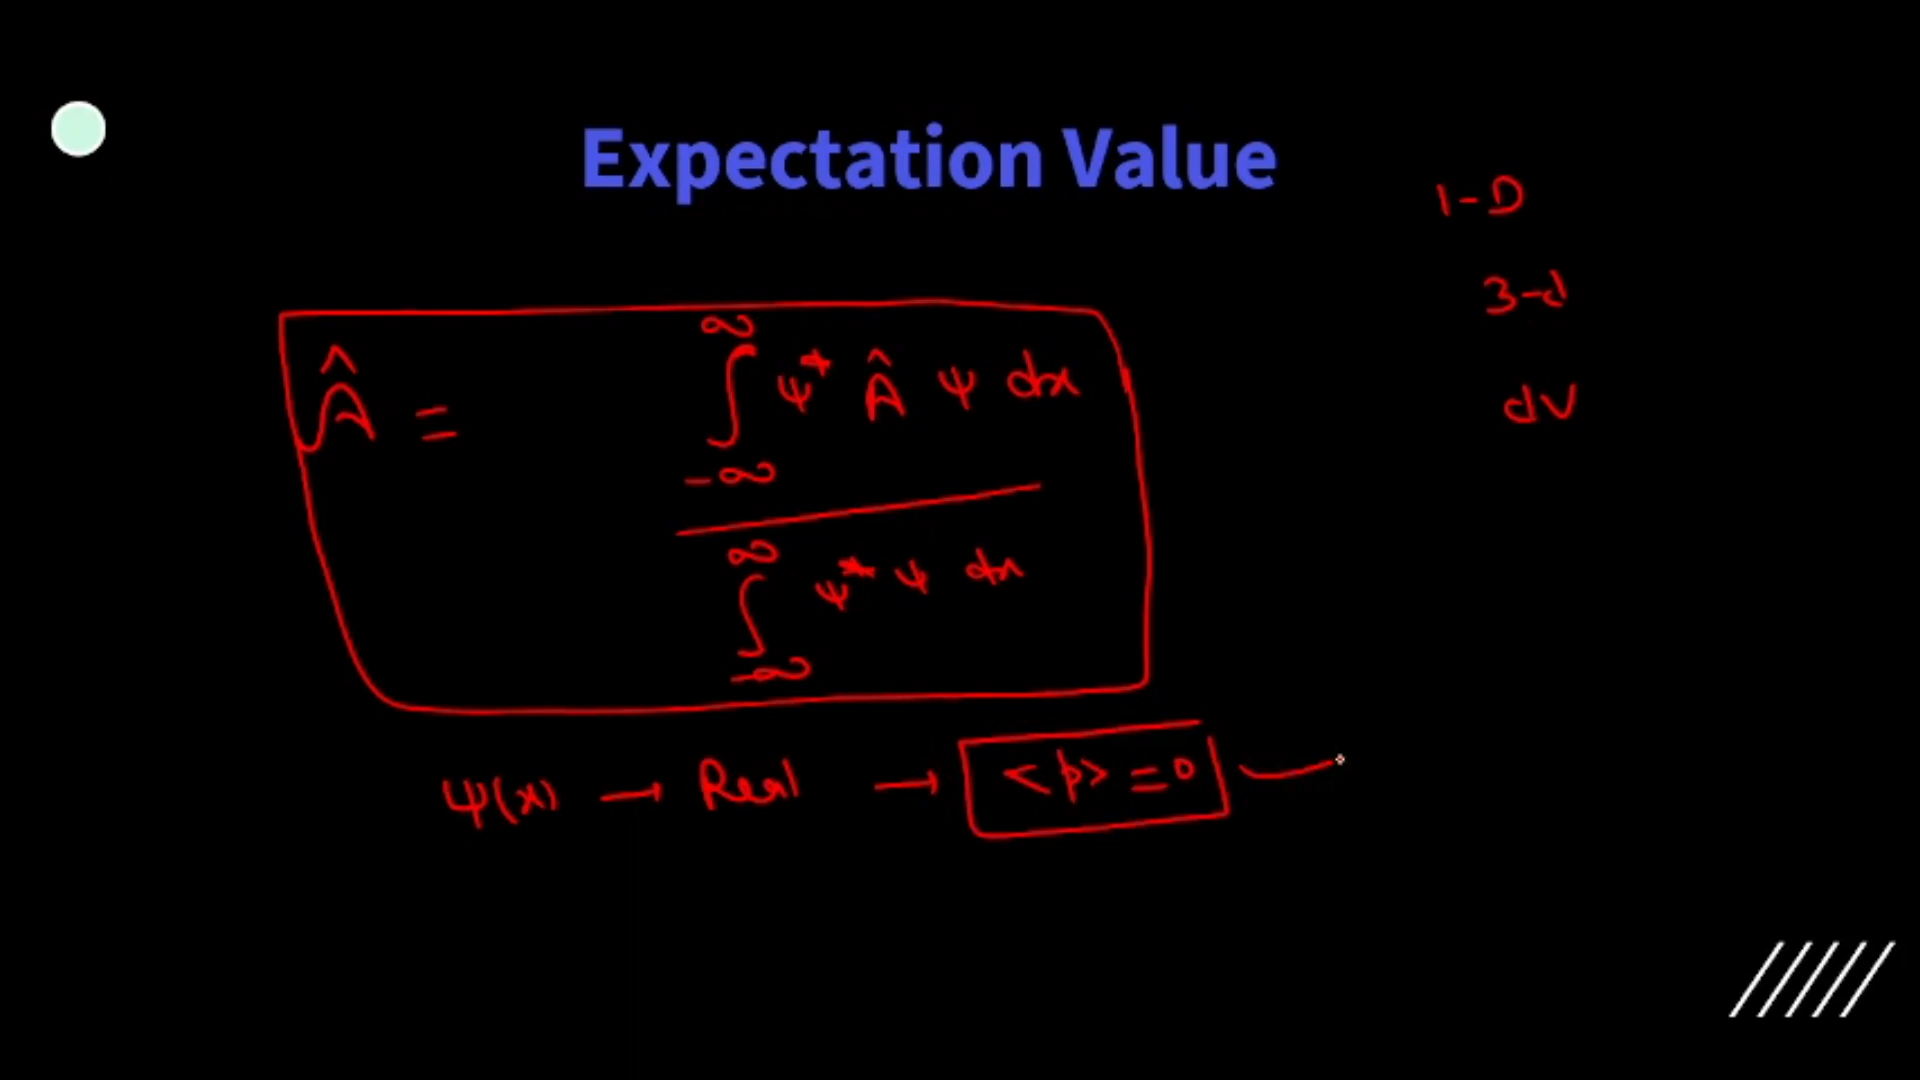 Expectation Value
1-D
3-d
dV
Â =
∞
∫ ψ* Â ψ dx
-∞
∞
∫ ψ* ψ dx
-∞
ψ(x) → Real → <p> = 0